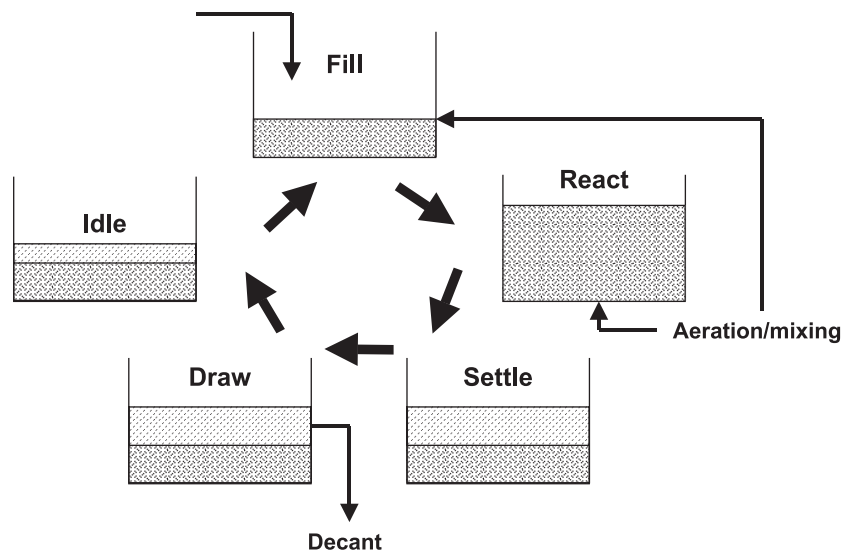 Fill
React
Idle
Aeration/mixing
Draw
Settle
Decant